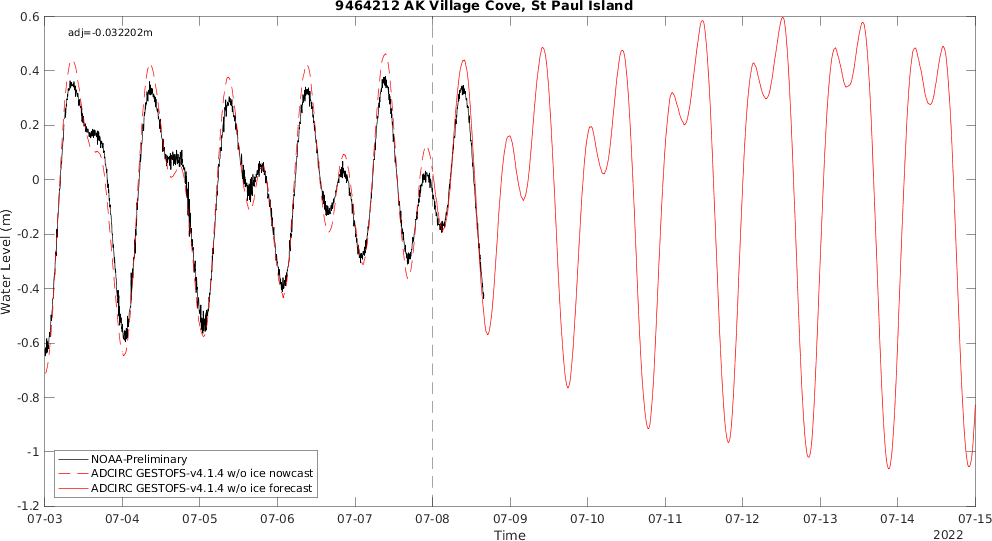 9464212 AK Village Cove, St Paul Island
adj=-0.032202m
0.6
0.4
0.2
0
-0.2
-0.4
-0.6
-0.8
-1
-1.2
Water Level (m)
NOAA-Preliminary
ADCIRC GESTOFS-v4.1.4 w/o ice nowcast
ADCIRC GESTOFS-v4.1.4 w/o ice forecast
07-03 07-04 07-05 07-06 07-07 07-08 07-09 07-10 07-11 07-12 07-13 07-14 07-15
Time
2022